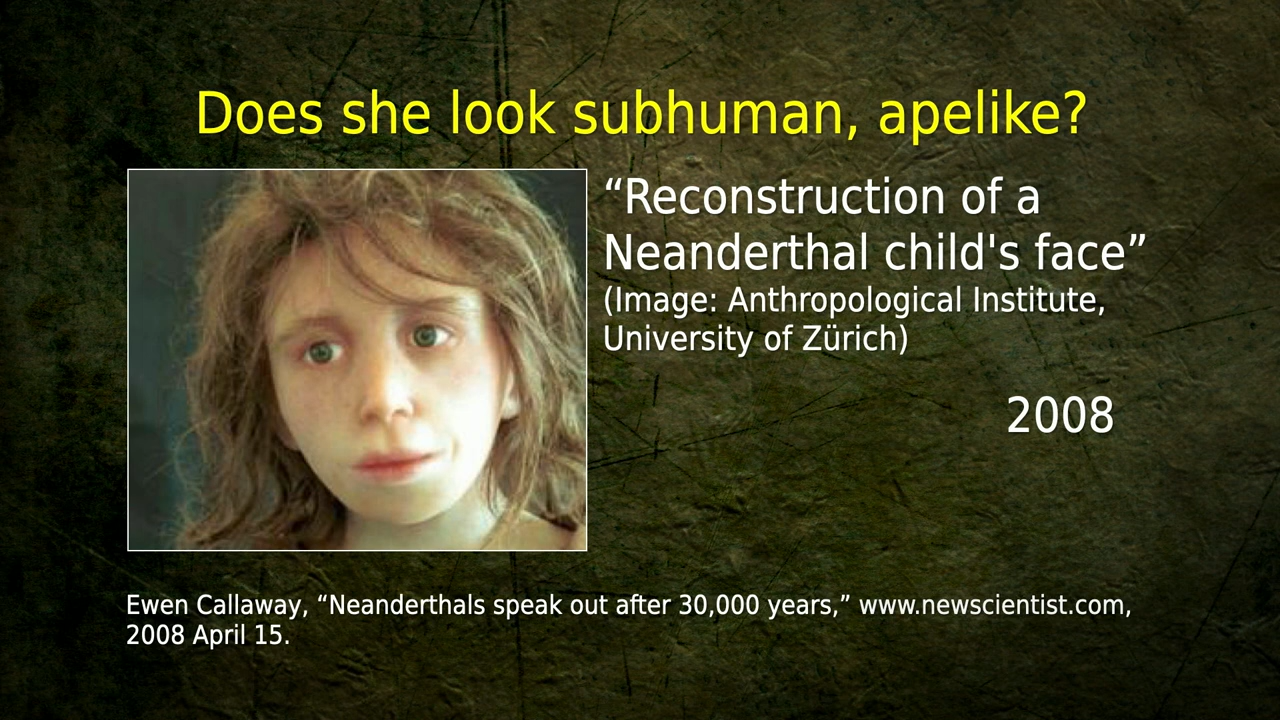 Does she look subhuman, apelike?
“Reconstruction of a
Neanderthal child's face”
(Image: Anthropological Institute,
University of Zürich)
2008
Ewen Callaway, “Neanderthals speak out after 30,000 years,” www.newscientist.com,
2008 April 15.